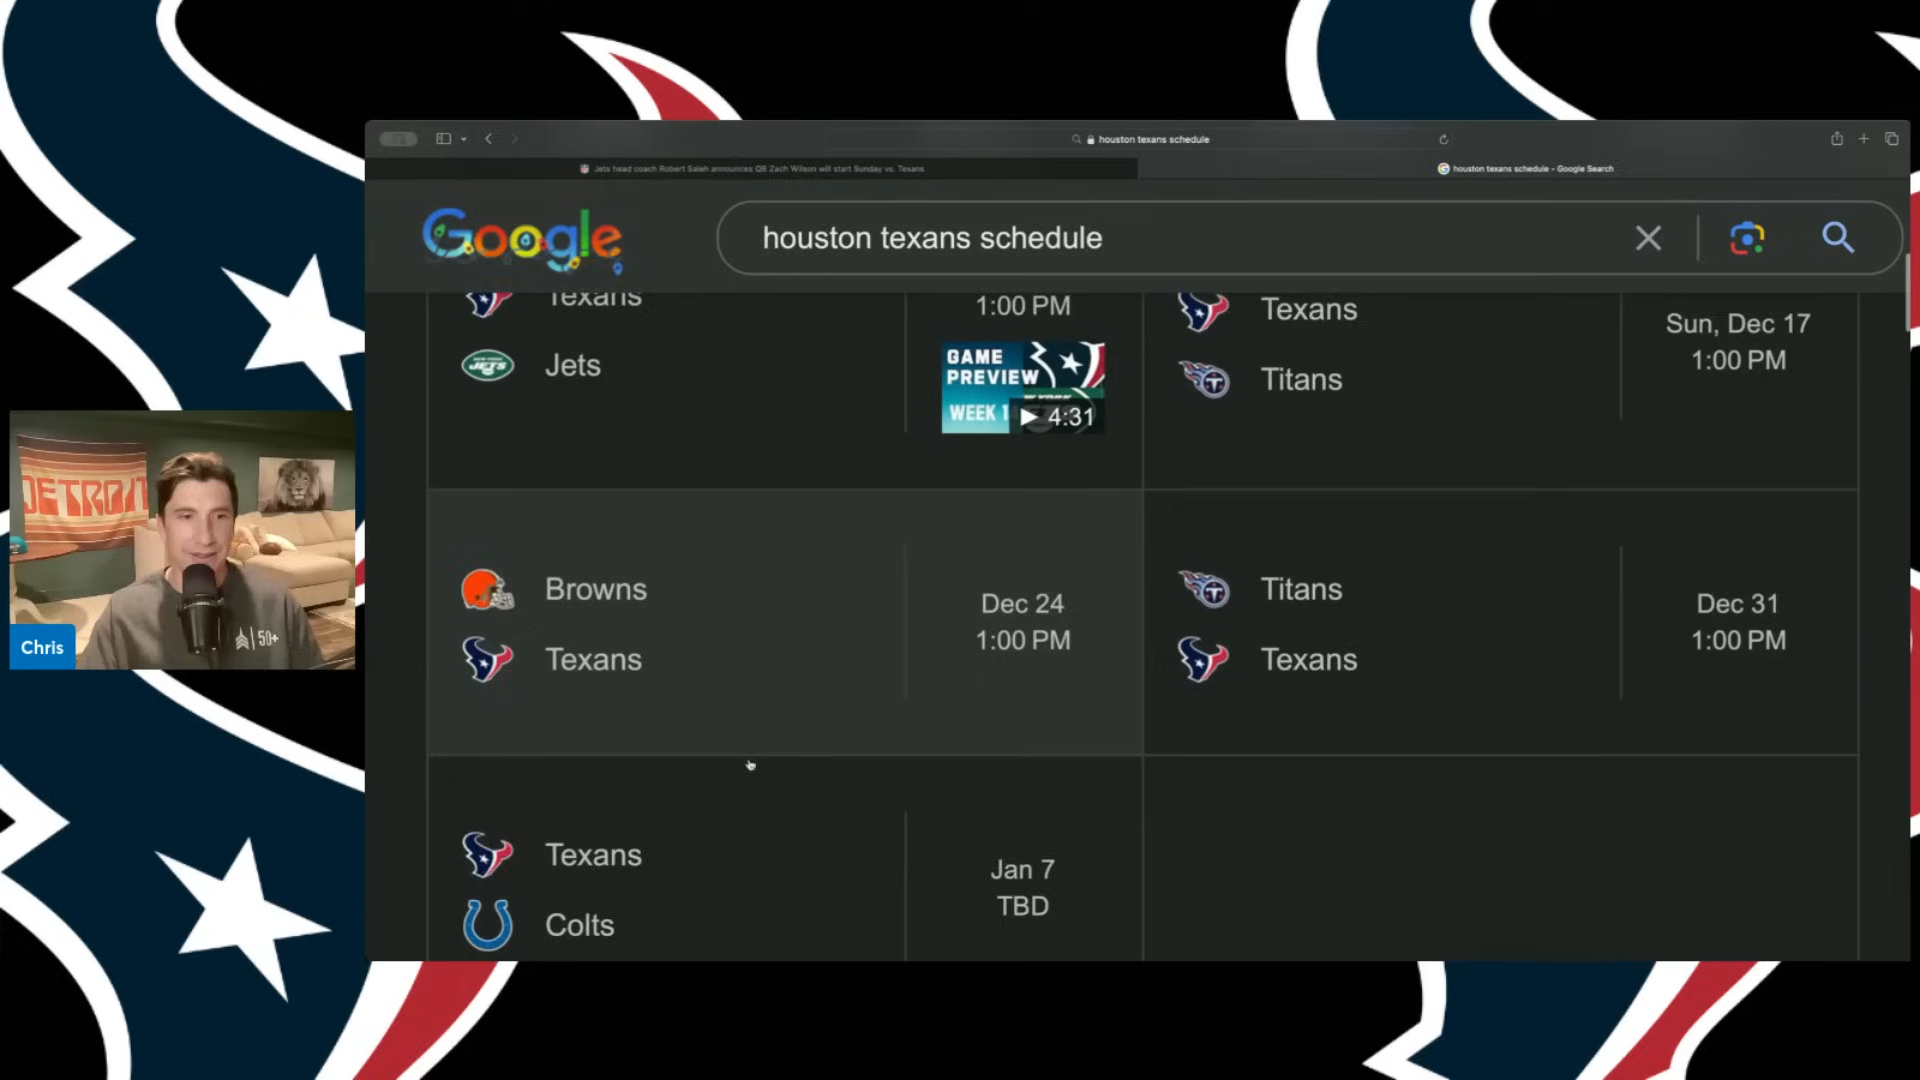 houston texans schedule
Jets head coach Robert Saleh announces QB Zach Wilson will start Sunday vs. Texans
houston texans schedule - Google Search
Google
houston texans schedule
Texans
1:00 PM
JETS
Jets
GAME
PREVIEW
WEEK 1
4:31
Texans
Titans
Sun, Dec 17
1:00 PM
Browns
Texans
Dec 24
1:00 PM
Titans
Texans
Dec 31
1:00 PM
Texans
Colts
Jan 7
TBD
DETROIT
50+
Chris